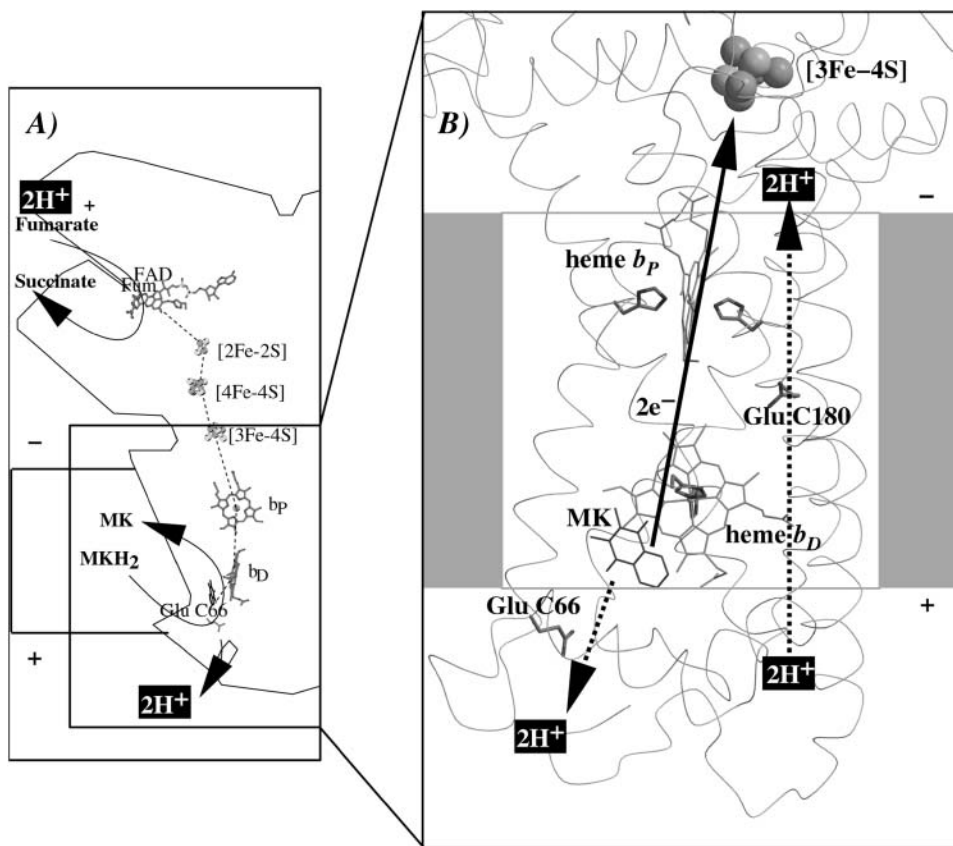 A)
2H+ +
Fumarate
Succinate
FAD
Fum
[2Fe-2S]
[4Fe-4S]
[3Fe-4S]
−
bP
MK
MKH2
bD
Glu C66
+
2H+
B)
[3Fe–4S]
2H+
−
heme bP
2e−
Glu C180
MK
heme bD
Glu C66
+
2H+
2H+